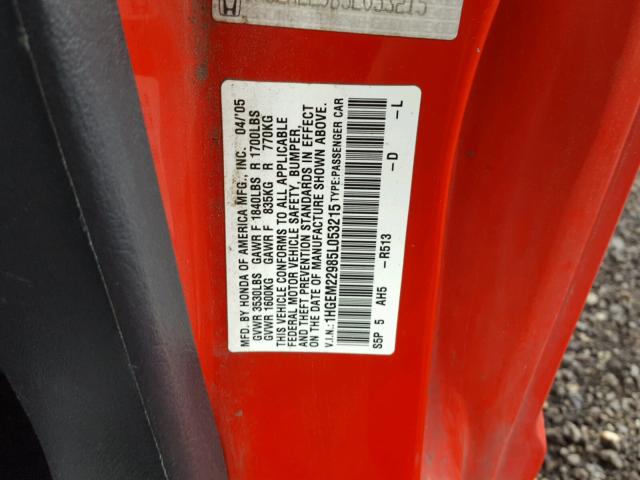 L053215
MFG. BY HONDA OF AMERICA MFG., INC. 04/'05
GVWR 3530LBS GAWR F 1840LBS R 1700LBS
GVWR 1600KG GAWR F 835KG R 770KG
THIS VEHICLE CONFORMS TO ALL APPLICABLE
FEDERAL MOTOR VEHICLE SAFETY, BUMPER,
AND THEFT PREVENTION STANDARDS IN EFFECT
ON THE DATE OF MANUFACTURE SHOWN ABOVE.
V.I.N.: 1HGEM22985L053215 TYPE: PASSENGER CAR
S5P 5 AH5 -R513 -D -L